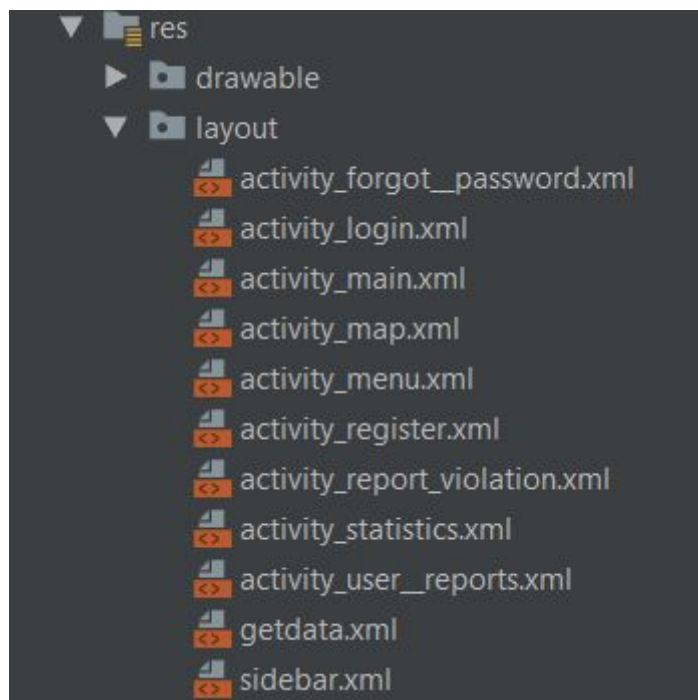 res
drawable
layout
activity_forgot__password.xml
activity_login.xml
activity_main.xml
activity_map.xml
activity_menu.xml
activity_register.xml
activity_report_violation.xml
activity_statistics.xml
activity_user__reports.xml
getdata.xml
sidebar.xml